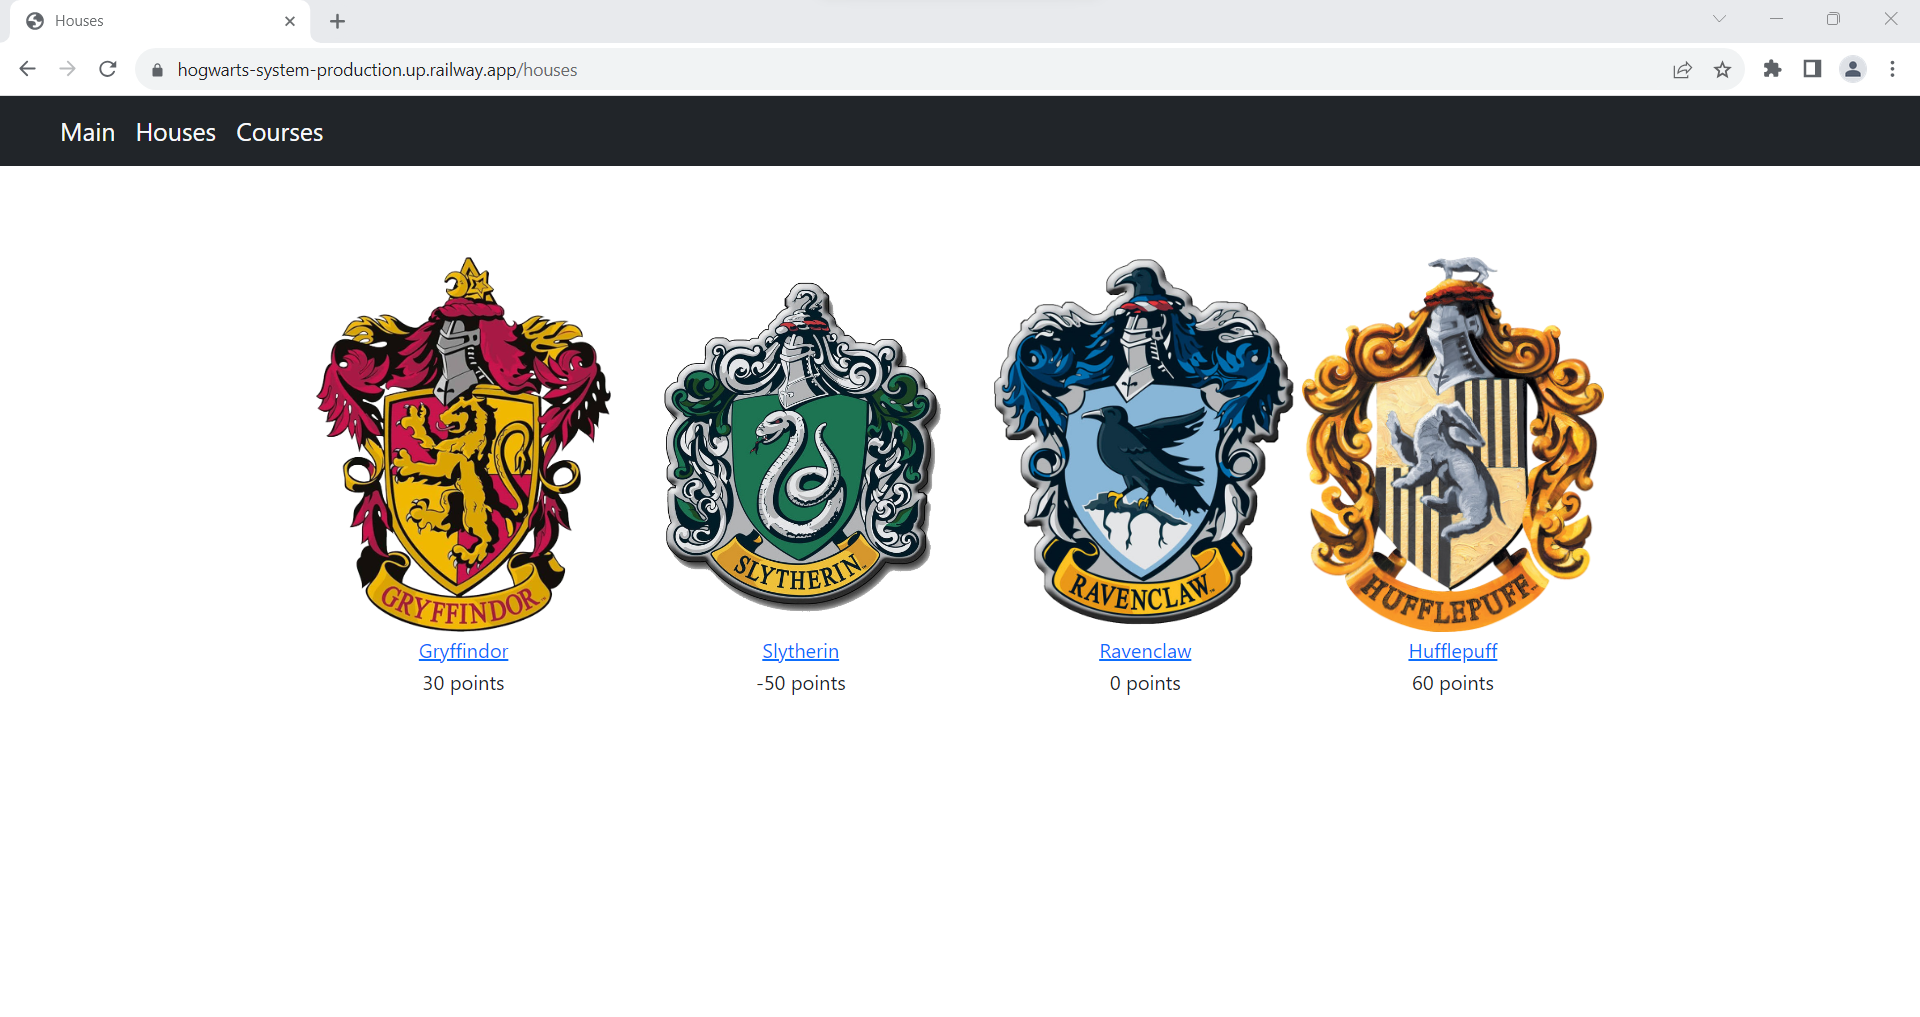 Houses
hogwarts-system-production.up.railway.app/houses
Main Houses Courses
GRYFFINDOR
SLYTHERIN
RAVENCLAW
HUFFLEPUFF
Gryffindor
30 points
Slytherin
-50 points
Ravenclaw
0 points
Hufflepuff
60 points